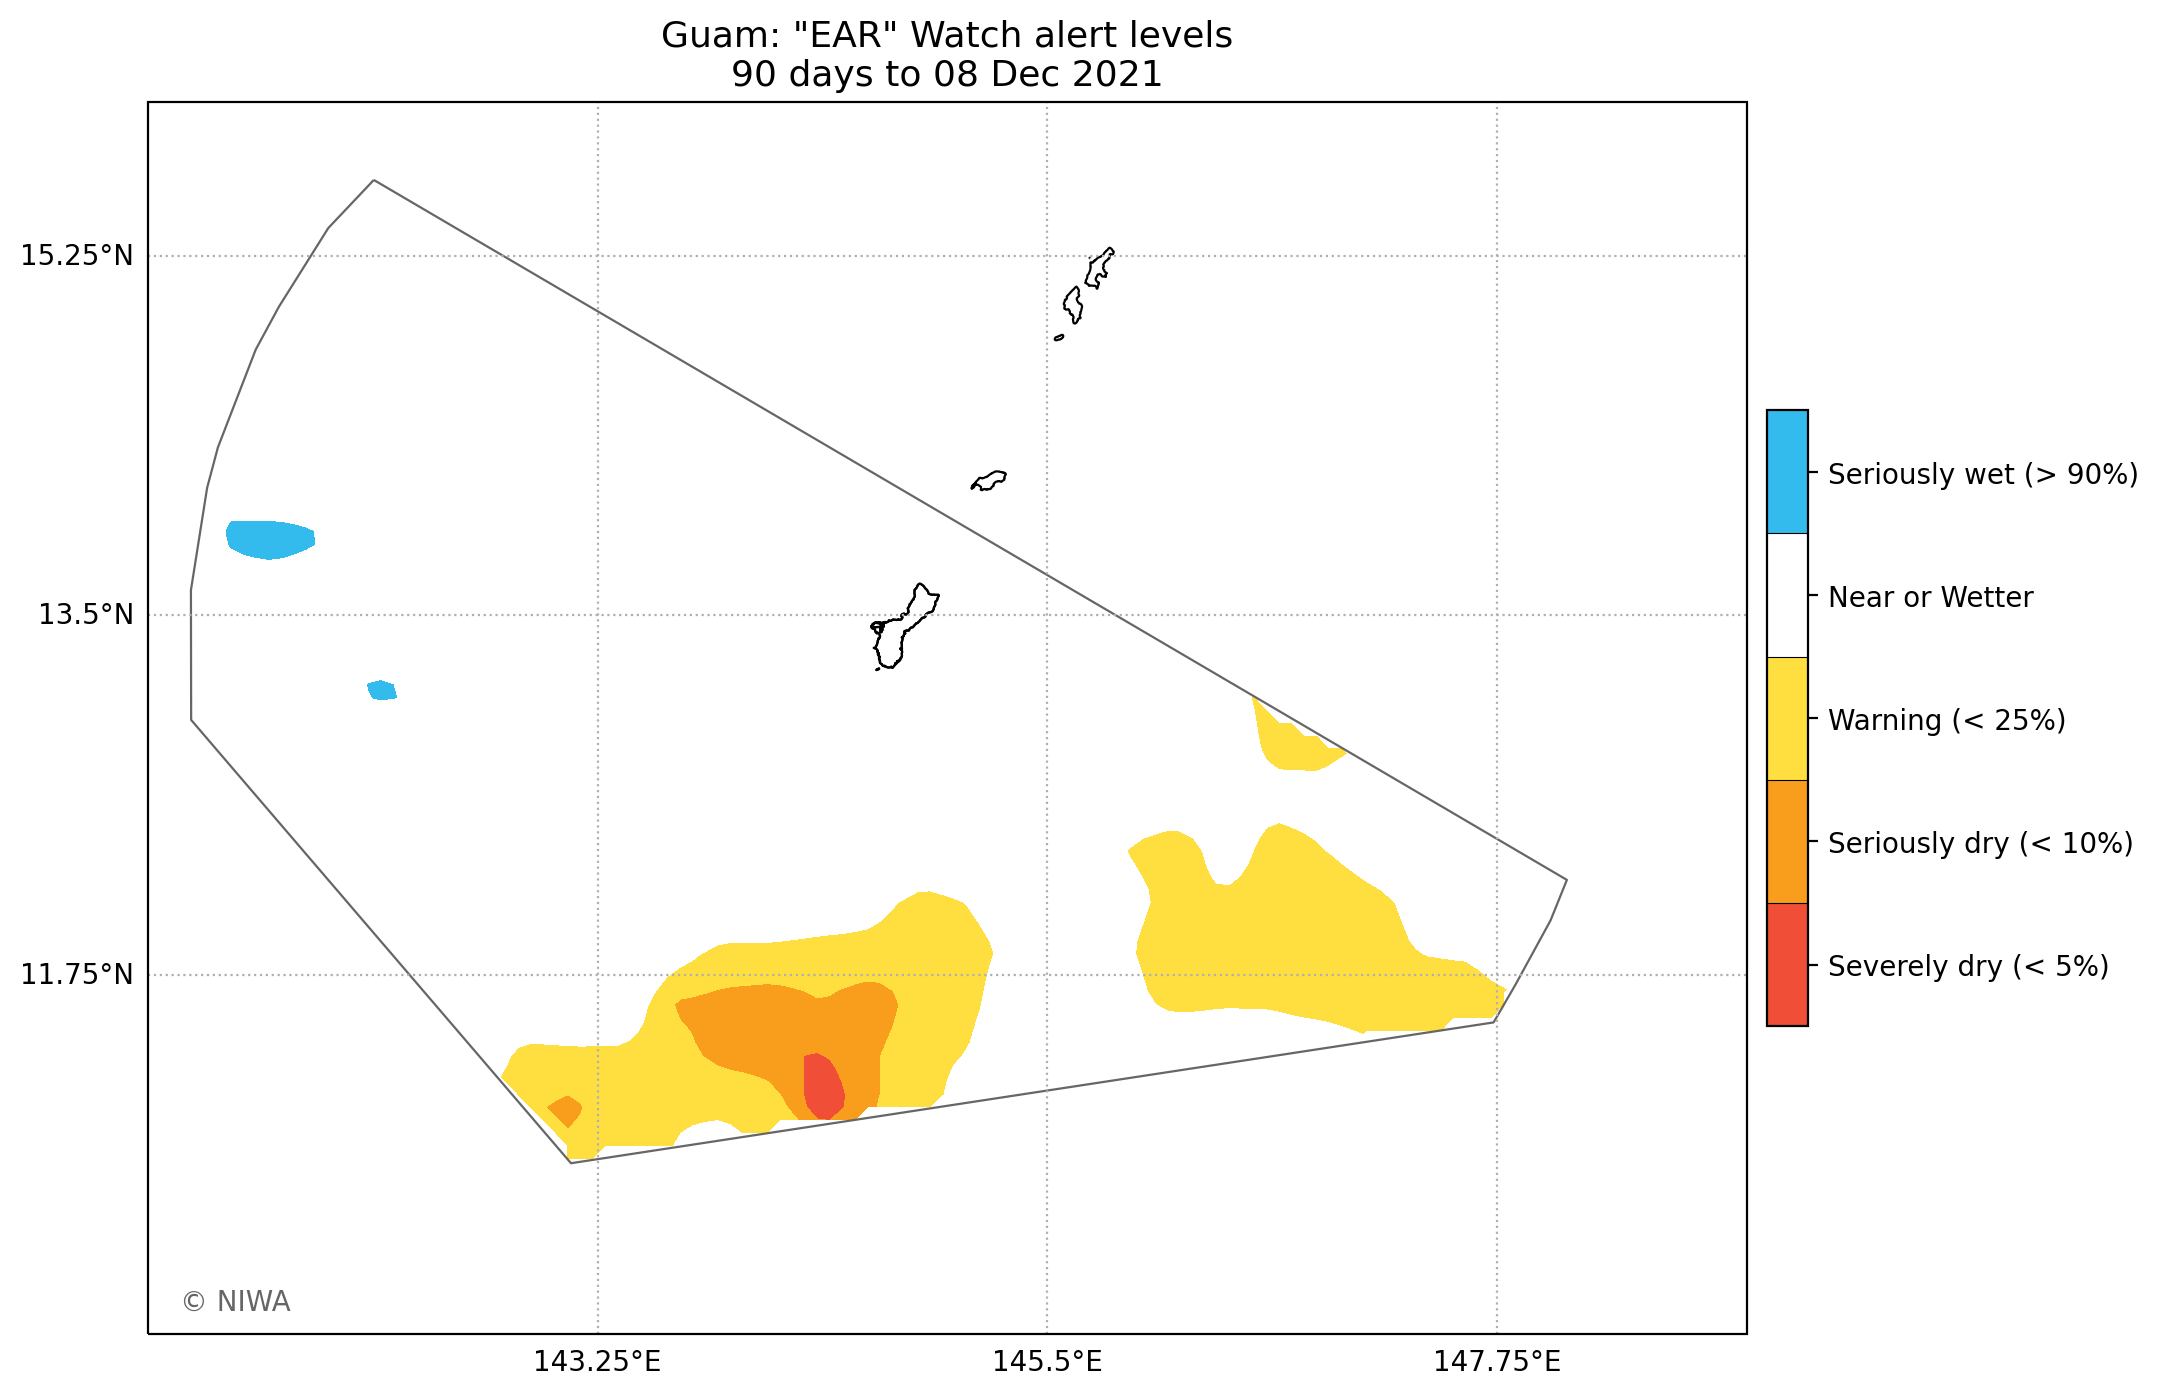 Guam: "EAR" Watch alert levels
90 days to 08 Dec 2021
15.25°N
13.5°N
11.75°N
143.25°E
145.5°E
147.75°E
Seriously wet (> 90%)
Near or Wetter
Warning (< 25%)
Seriously dry (< 10%)
Severely dry (< 5%)
© NIWA